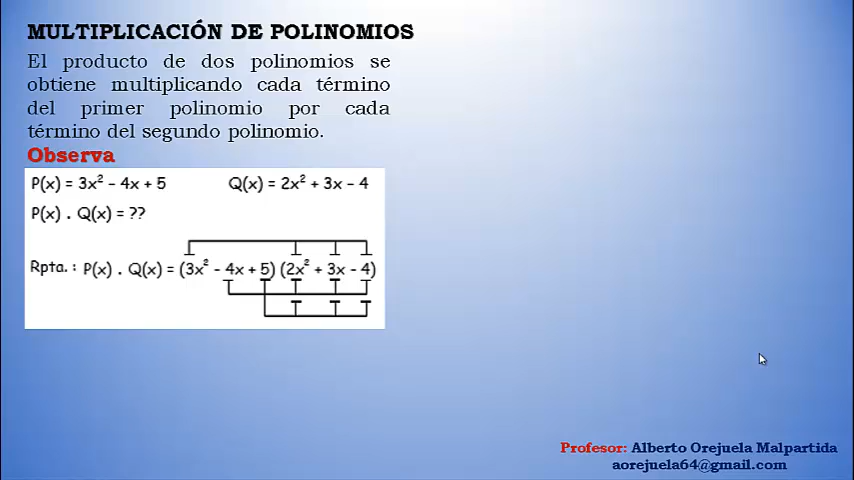 MULTIPLICACIÓN DE POLINOMIOS
El producto de dos polinomios se
obtiene multiplicando cada término
del primer polinomio por cada
término del segundo polinomio.
Observa
P(x) = 3x² – 4x + 5 Q(x) = 2x² + 3x – 4
P(x) . Q(x) = ??
Rpta. : P(x) . Q(x) = (3x² – 4x + 5) (2x² + 3x – 4)
Profesor: Alberto Orejuela Malpartida
aorejuela64@gmail.com